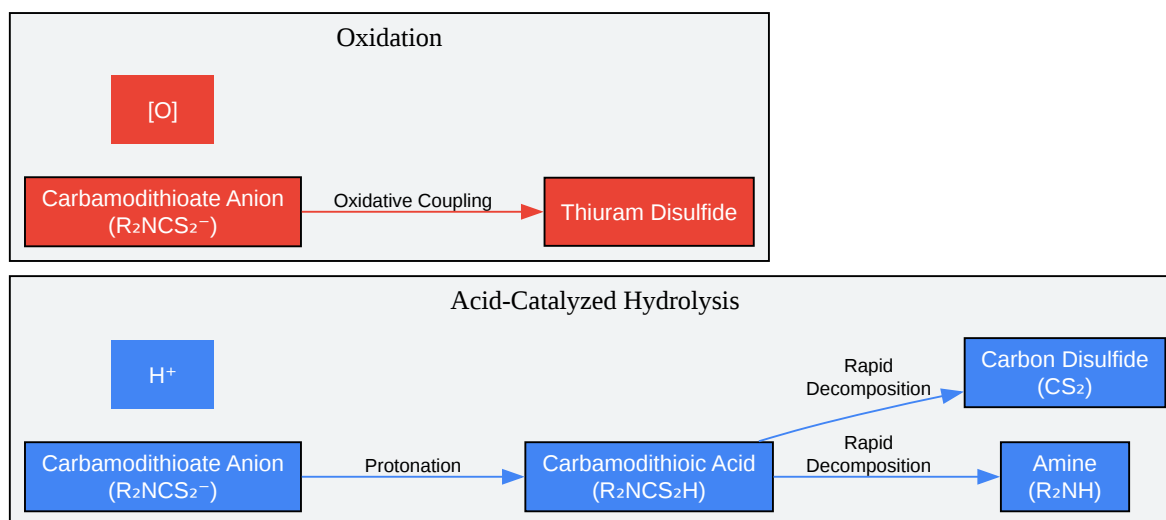 Oxidation
[O]
Carbamodithioate Anion
(R₂NCS₂⁻)
Oxidative Coupling
Thiuram Disulfide
Acid-Catalyzed Hydrolysis
H⁺
Carbamodithioate Anion
(R₂NCS₂⁻)
Protonation
Carbamodithioic Acid
(R₂NCS₂H)
Rapid
Decomposition
Carbon Disulfide
(CS₂)
Rapid
Decomposition
Amine
(R₂NH)